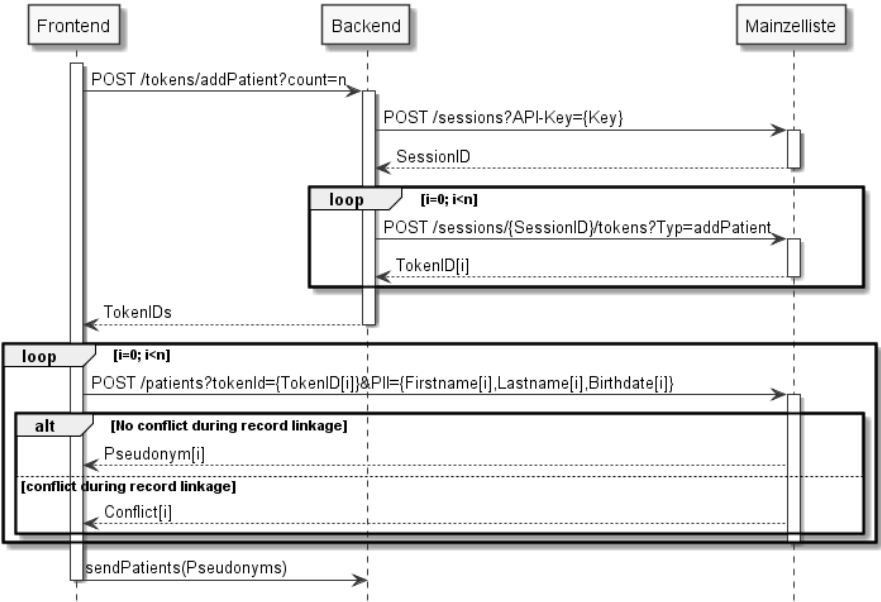 Frontend
Backend
Mainzelliste
POST /tokens/addPatient?count=n
POST /sessions?API-Key={Key}
SessionID
loop [i=0; i<n]
POST /sessions/{SessionID}/tokens?Typ=addPatient
TokenID[i]
TokenIDs
loop [i=0; i<n]
POST /patients?tokenId={TokenID[i]}&PII={Firstname[i],Lastname[i],Birthdate[i]}
alt [No conflict during record linkage]
Pseudonym[i]
[conflict during record linkage]
Conflict[i]
sendPatients(Pseudonyms)